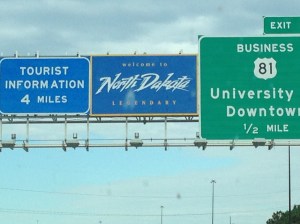 TOURIST
INFORMATION
4 MILES
welcome to
North Dakota
LEGENDARY
EXIT
BUSINESS
81
University
Downtown
½ MILE